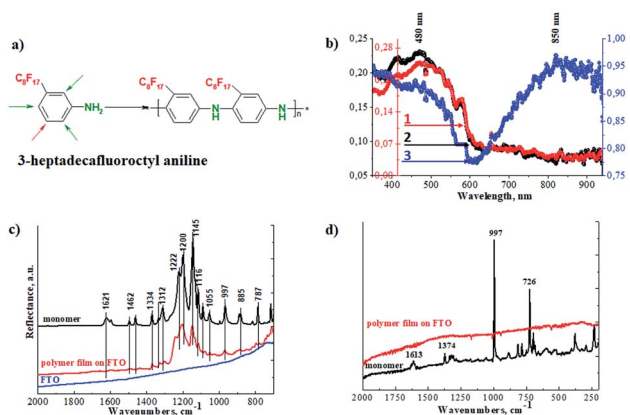 a)
C8F17
NH2
C8F17
C8F17
NH
N
H
n
*
3-heptadecafluoroctyl aniline
b)
480 nm
850 nm
0,25
0,20
0,15
0,10
0,05
0,28
0,21
0,14
0,07
0,00
1,00
0,95
0,90
0,85
0,80
0,75
1
2
3
400 500 600 700 800 900
Wavelength, nm
c)
Reflectance, a.u.
1621
1462
1334
1312
1222
1200
1145
1116
1055
997
885
787
monomer
polymer film on FTO
FTO
2000 1800 1600 1400 1200 1000 800
Wavenumbers, cm-1
d)
997
726
polymer film on FTO
monomer
1613
1374
2000 1750 1500 1250 1000 750 500 250
Wavenumbers, cm-1